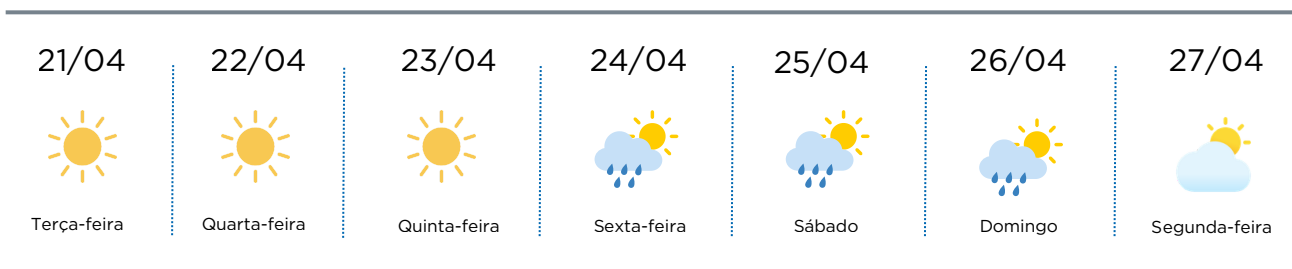 21/04
22/04
23/04
24/04
25/04
26/04
27/04
Terça-feira
Quarta-feira
Quinta-feira
Sexta-feira
Sábado
Domingo
Segunda-feira